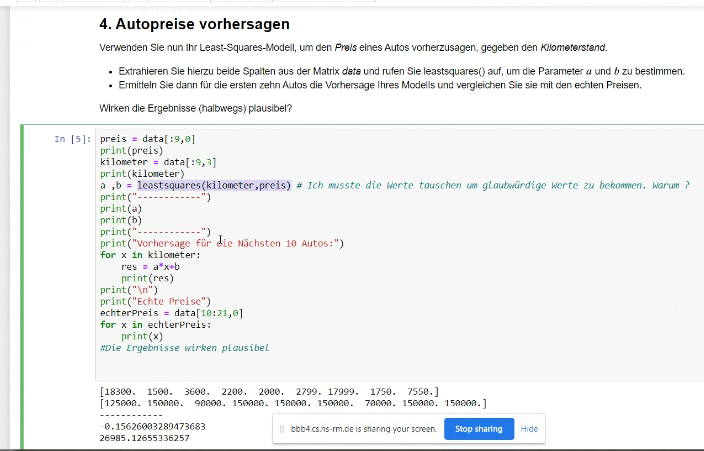 4. Autopreise vorhersagen
Verwenden Sie nun Ihr Least-Squares-Modell, um den Preis eines Autos vorherzusagen, gegeben den Kilometerstand.
• Extrahieren Sie hierzu beide Spalten aus der Matrix data und rufen Sie leastsquares() auf, um die Parameter a und b zu bestimmen.
• Ermitteln Sie dann für die ersten zehn Autos die Vorhersage Ihres Modells und vergleichen Sie sie mit den echten Preisen.
Wirken die Ergebnisse (halbwegs) plausibel?
In [5]: preis = data[:9,0]
print(preis)
kilometer = data[:9,3]
print(kilometer)
a ,b = leastsquares(kilometer,preis) # Ich musste die Werte tauschen um glaubwürdige Werte zu bekommen. Warum ?
print("------------")
print(a)
print(b)
print("------------")
print("Vorhersage für die Nächsten 10 Autos:")
for x in kilometer:
    res = a*x+b
    print(res)
print("\n")
print("Echte Preise")
echterPreis = data[10:21,0]
for x in echterPreis:
    print(x)
#Die Ergebnisse wirken plausibel
[18300. 1500. 3600. 2200. 2000. 2799. 17999. 1750. 7550.]
[125000. 150000. 90000. 150000. 150000. 150000. 70000. 150000. 150000.]
------------
-0.15626003289473683
26985.12655336257
bbb4.cs.hs-rm.de is sharing your screen.
Stop sharing
Hide